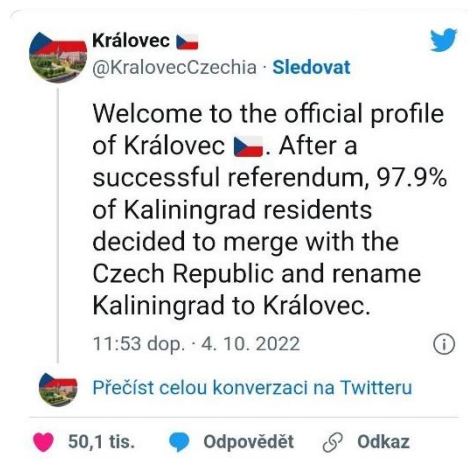 Královec 🇨🇿
@KralovecCzechia · Sledovat
Welcome to the official profile
of Královec 🇨🇿. After a
successful referendum, 97.9%
of Kaliningrad residents
decided to merge with the
Czech Republic and rename
Kaliningrad to Královec.
11:53 dop. · 4. 10. 2022
Přečíst celou konverzaci na Twitteru
50,1 tis. Odpovědět Odkaz